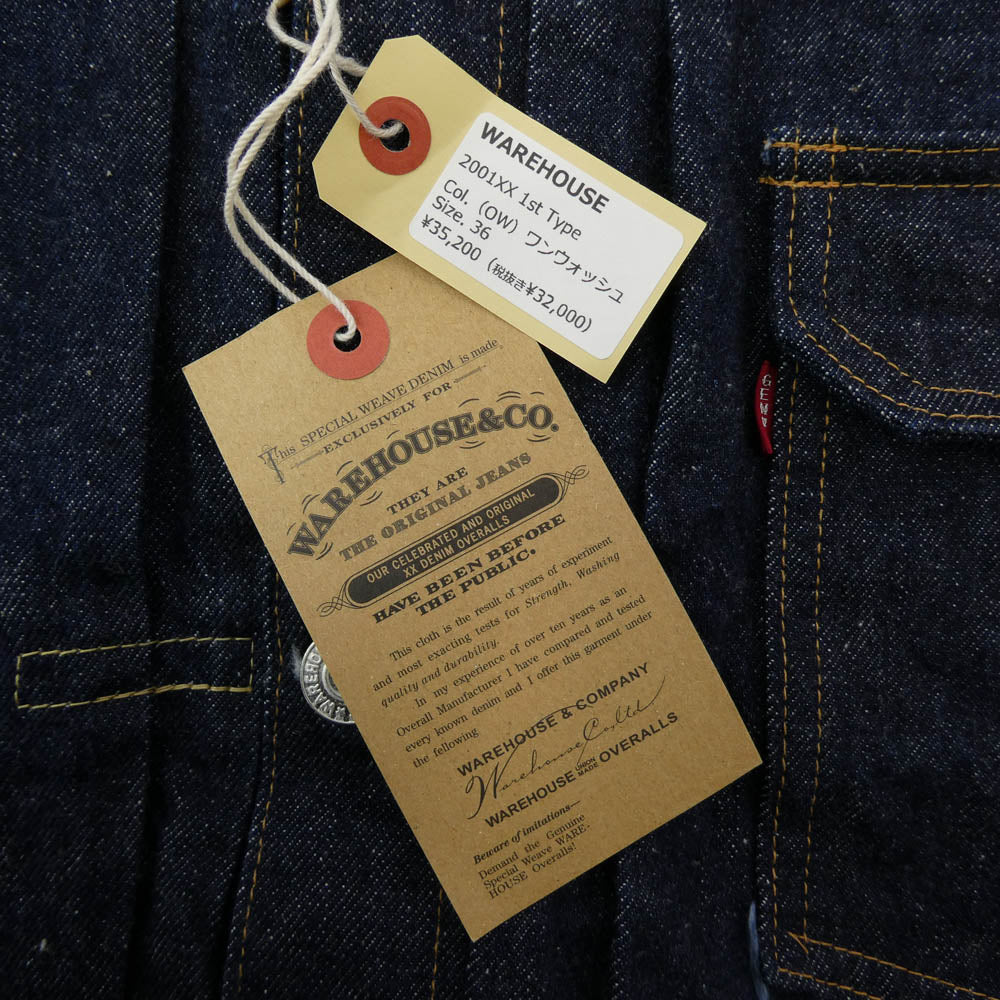 WAREHOUSE
2001XX 1st Type
Col. (OW) ワンウォッシュ
Size. 36
¥35,200 (税抜き¥32,000)
This SPECIAL WEAVE DENIM is made
EXCLUSIVELY FOR
WAREHOUSE&CO.
THEY ARE
THE ORIGINAL JEANS
OUR CELEBRATED AND ORIGINAL
XX DENIM OVERALLS
HAVE BEEN BEFORE
THE PUBLIC.
This cloth is the result of years of experiment
and most exacting tests for Strength, Washing
quality and durability.
In my experience of over ten years as an
Overall Manufacturer I have compared and tested
every known denim and I offer this garment under
the fellowing
WAREHOUSE & COMPANY
Warehouse Co,Ltd
WAREHOUSE UNION MADE OVERALLS
Beware of imitations—
Demand the Genuine
Special Weave WARE-
HOUSE Overalls!